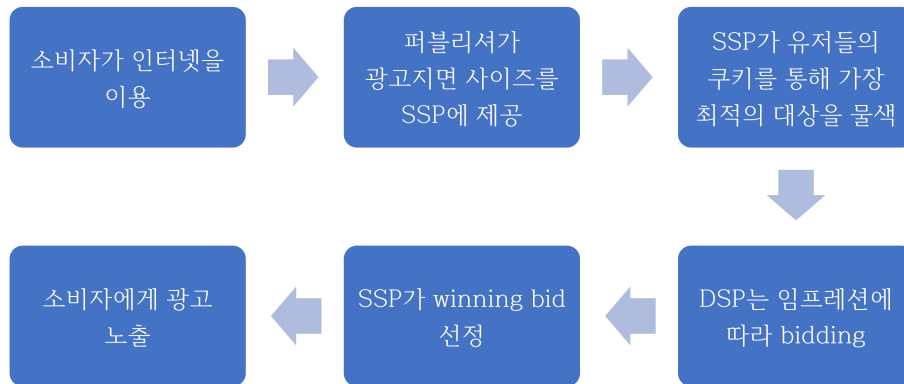 소비자가 인터넷을
이용
퍼블리셔가
광고지면 사이즈를
SSP에 제공
SSP가 유저들의
쿠키를 통해 가장
최적의 대상을 물색
DSP는 임프레션에
따라 bidding
SSP가 winning bid
선정
소비자에게 광고
노출